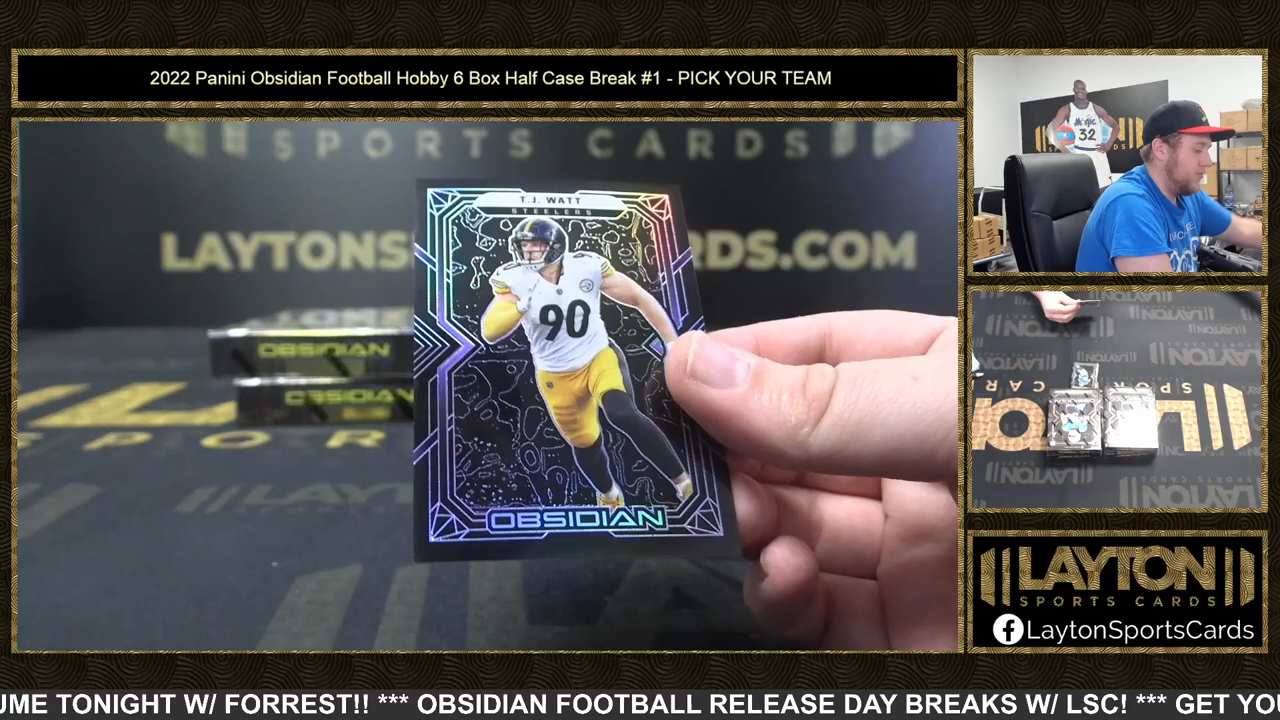 2022 Panini Obsidian Football Hobby 6 Box Half Case Break #1 - PICK YOUR TEAM
SPORTS CARDS
LAYTONS RDS.COM
T.J. WATT
STEELERS
90
OBSIDIAN
OBSIDIAN
OBSIDIAN
SPOR
Magic
32
LAYTON
SPORTS CARDS
LaytonSportsCards
UME TONIGHT W/ FORREST!! *** OBSIDIAN FOOTBALL RELEASE DAY BREAKS W/ LSC! *** GET YOU